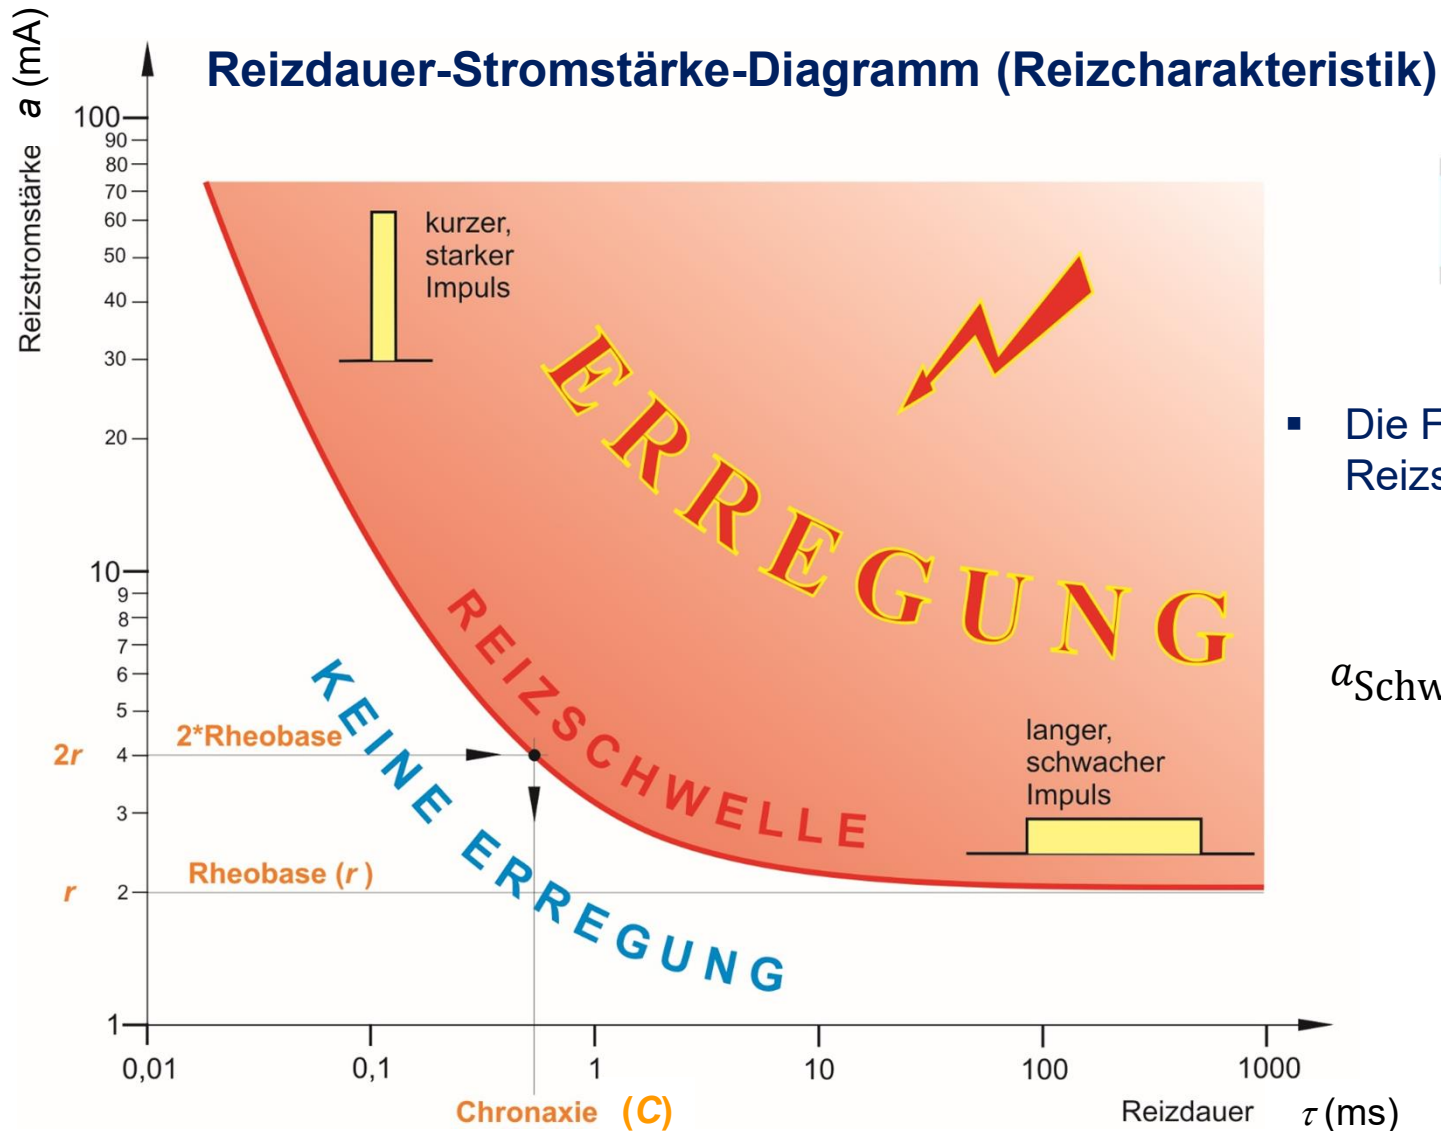 Reizdauer-Stromstärke-Diagramm (Reizcharakteristik)
Reizstromstärke a (mA)
100
90
80
70
60
50
40
30
20
10
9
8
7
6
5
4
3
2
1
kurzer,
starker
Impuls
ERREGUNG
▪ Die F
Reizs
REIZSCHWELLE
KEINE ERREGUNG
aSchw
2r
2*Rheobase
langer,
schwacher
Impuls
r
Rheobase (r)
0,01 0,1 1 10 100 1000
Chronaxie (C)
Reizdauer τ (ms)